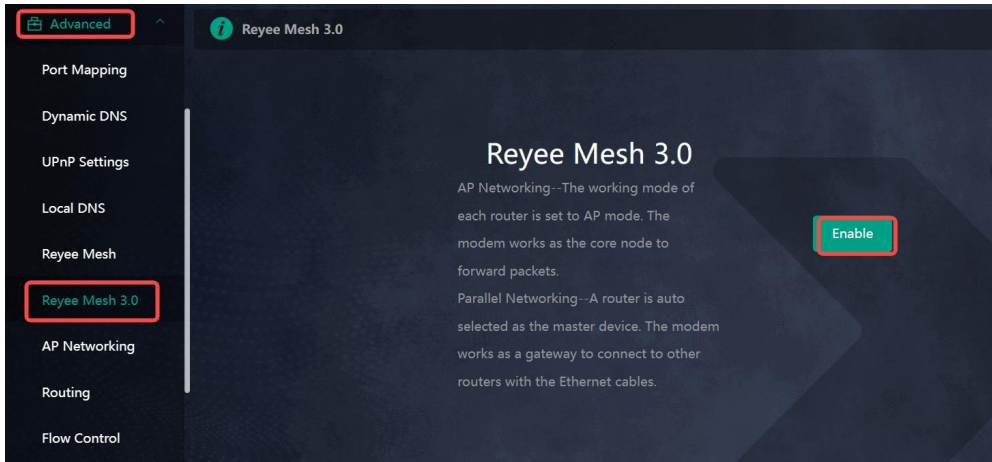 Advanced
Port Mapping
Dynamic DNS
UPnP Settings
Local DNS
Reyee Mesh
Reyee Mesh 3.0
AP Networking
Routing
Flow Control
i Reyee Mesh 3.0
Reyee Mesh 3.0
AP Networking--The working mode of
each router is set to AP mode. The
modem works as the core node to
forward packets.
Parallel Networking--A router is auto
selected as the master device. The modem
works as a gateway to connect to other
routers with the Ethernet cables.
Enable